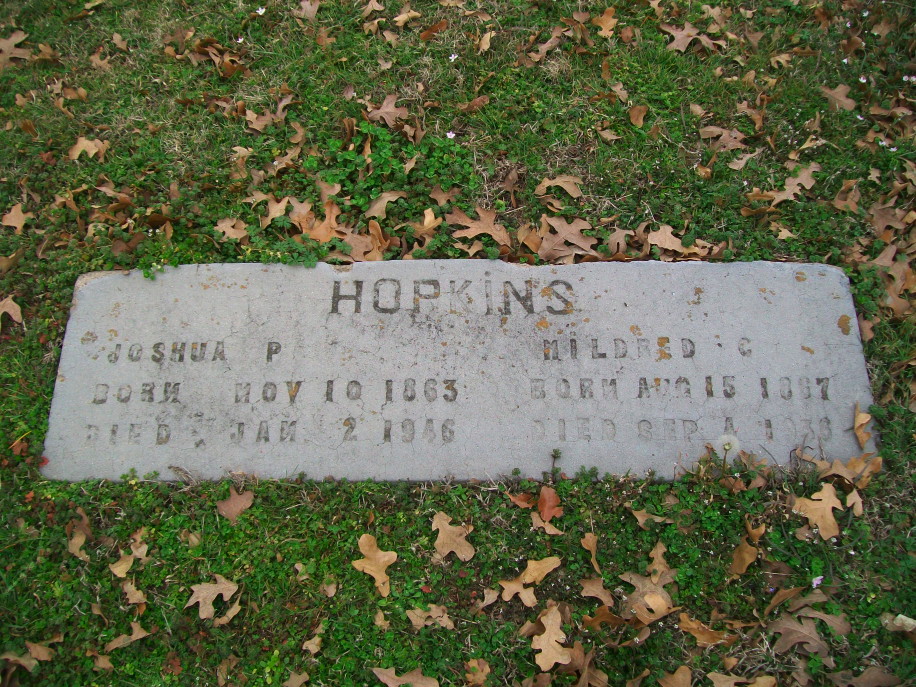 HOPKiNS
JOSHUA P
MiLDRED G
BORN NOV 10 1863
BORN AUG 15 1867
DIED JAN 2 1946
DIED SEP 4